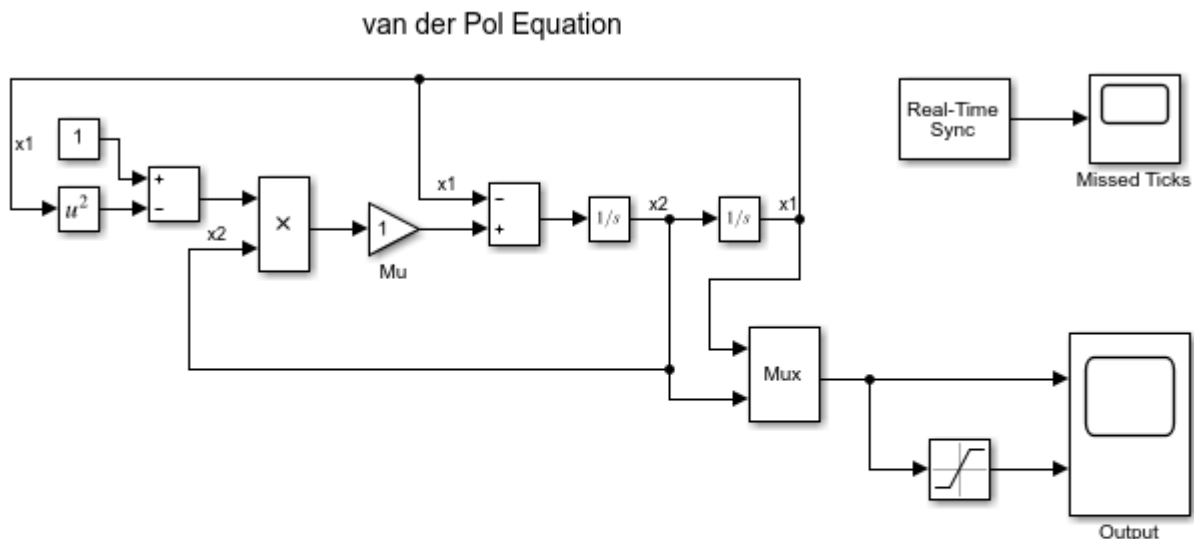 van der Pol Equation
Real-Time
Sync
Missed Ticks
x1
1
+
−
u²
×
x2
1
Mu
x1
−
+
1/s
x2
1/s
x1
Mux
Output